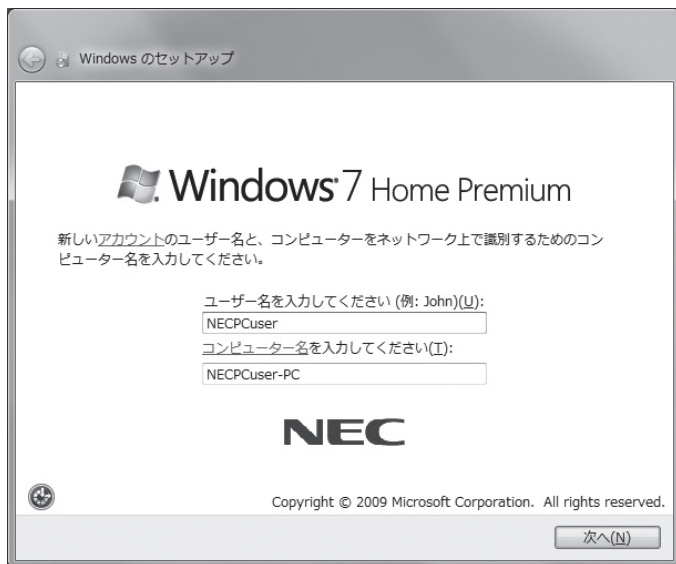 Windows のセットアップ
Windows 7 Home Premium
新しいアカウントのユーザー名と、コンピューターをネットワーク上で識別するためのコン
ピューター名を入力してください。
ユーザー名を入力してください (例: John)(U):
NECPCuser
コンピューター名を入力してください(T):
NECPCuser-PC
NEC
Copyright © 2009 Microsoft Corporation. All rights reserved.
次へ(N)